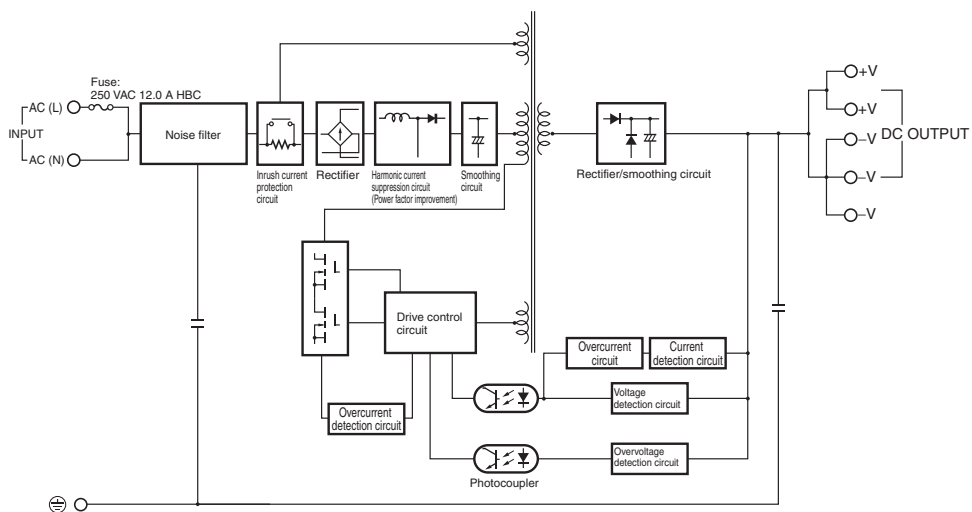 Fuse:
250 VAC 12.0 A HBC
AC (L)
INPUT
AC (N)
Noise filter
Inrush current
protection
circuit
Rectifier
Harmonic current
suppression circuit
(Power factor improvement)
Smoothing
circuit
Rectifier/smoothing circuit
+V
+V
DC OUTPUT
–V
–V
–V
Drive control
circuit
Overcurrent
circuit
Current
detection circuit
Voltage
detection circuit
Overcurrent
detection circuit
Overvoltage
detection circuit
Photocoupler